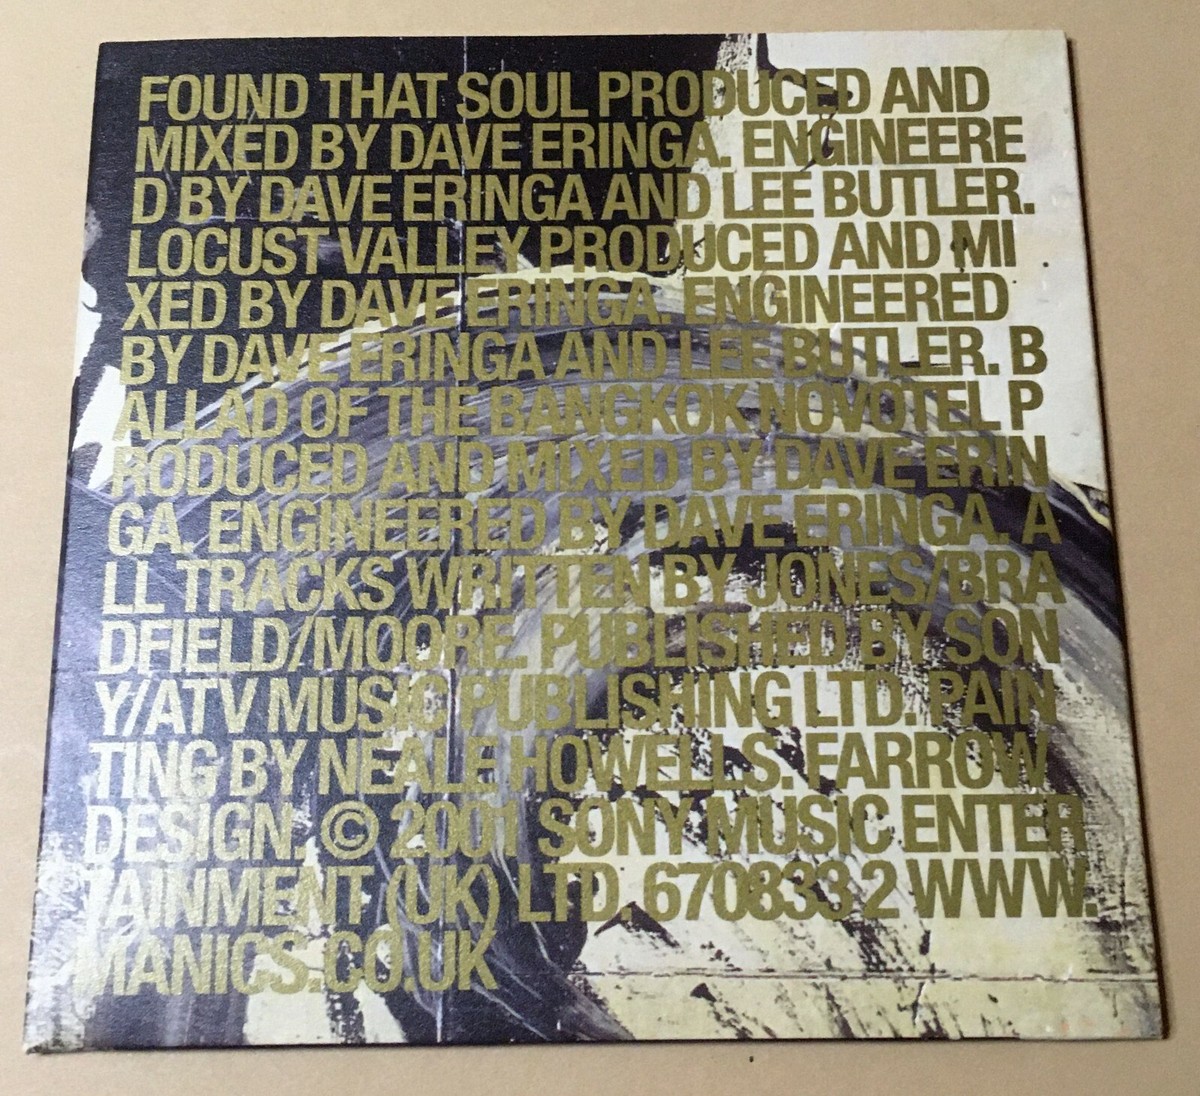 FOUND THAT SOUL PRODUCED AND
MIXED BY DAVE ERINGA. ENGINEERE
D BY DAVE ERINGA AND LEE BUTLER.
LOCUST VALLEY PRODUCED AND MI
XED BY DAVE ERINGA. ENGINEERED
BY DAVE ERINGA AND LEE BUTLER. B
ALLAD OF THE BANGKOK NOVOTEL P
RODUCED AND MIXED BY DAVE ERIN
GA. ENGINEERED BY DAVE ERINGA. A
LL TRACKS WRITTEN BY JONES/BRA
DFIELD/MOORE. PUBLISHED BY SON
Y/ATV MUSIC PUBLISHING LTD. PAIN
TING BY NEALE HOWELLS. FARROW
DESIGN. © 2001 SONY MUSIC ENTER
TAINMENT (UK) LTD. 670833 2 WWW.
MANICS.CO.UK